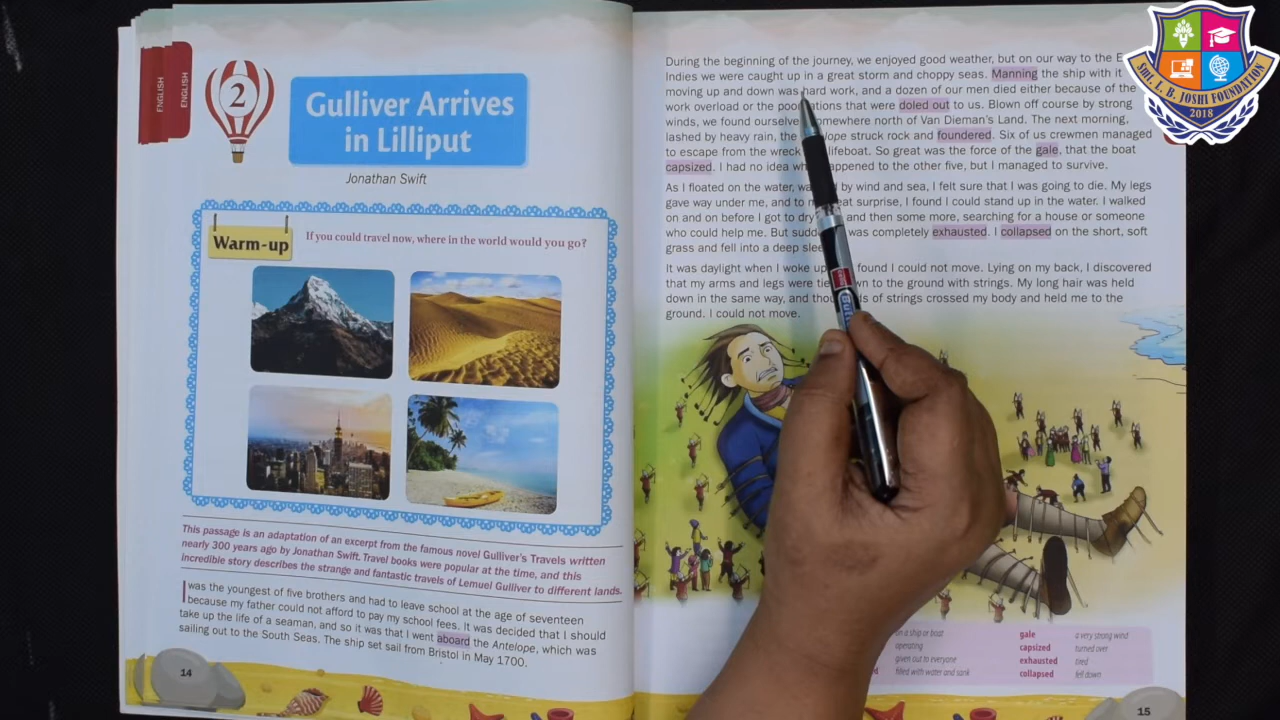 ENGLISH
ENGLISH
2
Gulliver Arrives
in Lilliput
Jonathan Swift
Warm-up
If you could travel now, where in the world would you go?
This passage is an adaptation of an excerpt from the famous novel Gulliver's Travels written
nearly 300 years ago by Jonathan Swift. Travel books were popular at the time, and this
incredible story describes the strange and fantastic travels of Lemuel Gulliver to different lands.
I was the youngest of five brothers and had to leave school at the age of seventeen
because my father could not afford to pay my school fees. It was decided that I should
take up the life of a seaman, and so it was that I went aboard the Antelope, which was
sailing out to the South Seas. The ship set sail from Bristol in May 1700.
14
During the beginning of the journey, we enjoyed good weather, but on our way to the
Indies we were caught up in a great storm and choppy seas. Manning the ship with it
moving up and down was hard work, and a dozen of our men died either because of the
work overload or the poor that were doled out to us. Blown off course by strong
winds, we found somewhere north of Van Dieman's Land. The next morning,
lashed by heavy rain, the struck rock and foundered. Six of us crewmen managed
to escape from the wreck lifeboat. So great was the force of the gale, that the boat
capsized. I had no idea happened to the other five, but I managed to survive.
As I floated on the water, by wind and sea, I felt sure that I was going to die. My legs
gave way under me, and to great surprise, I found I could stand up in the water. I walked
on and on before I got to dry and then some more, searching for a house or someone
who could help me. But was completely exhausted. I collapsed on the short, soft
grass and fell into a deep
It was daylight when I woke up found I could not move. Lying on my back, I discovered
that my arms and legs were to the ground with strings. My long hair was held
down in the same way, and of strings crossed my body and held me to the
ground. I could not move.
on a ship or boat
operating
given out to everyone
filled with water and sank
gale a very strong wind
capsized turned over
exhausted tired
collapsed fell down
15
SMT. L. B. JOSHI FOUNDATION
2018